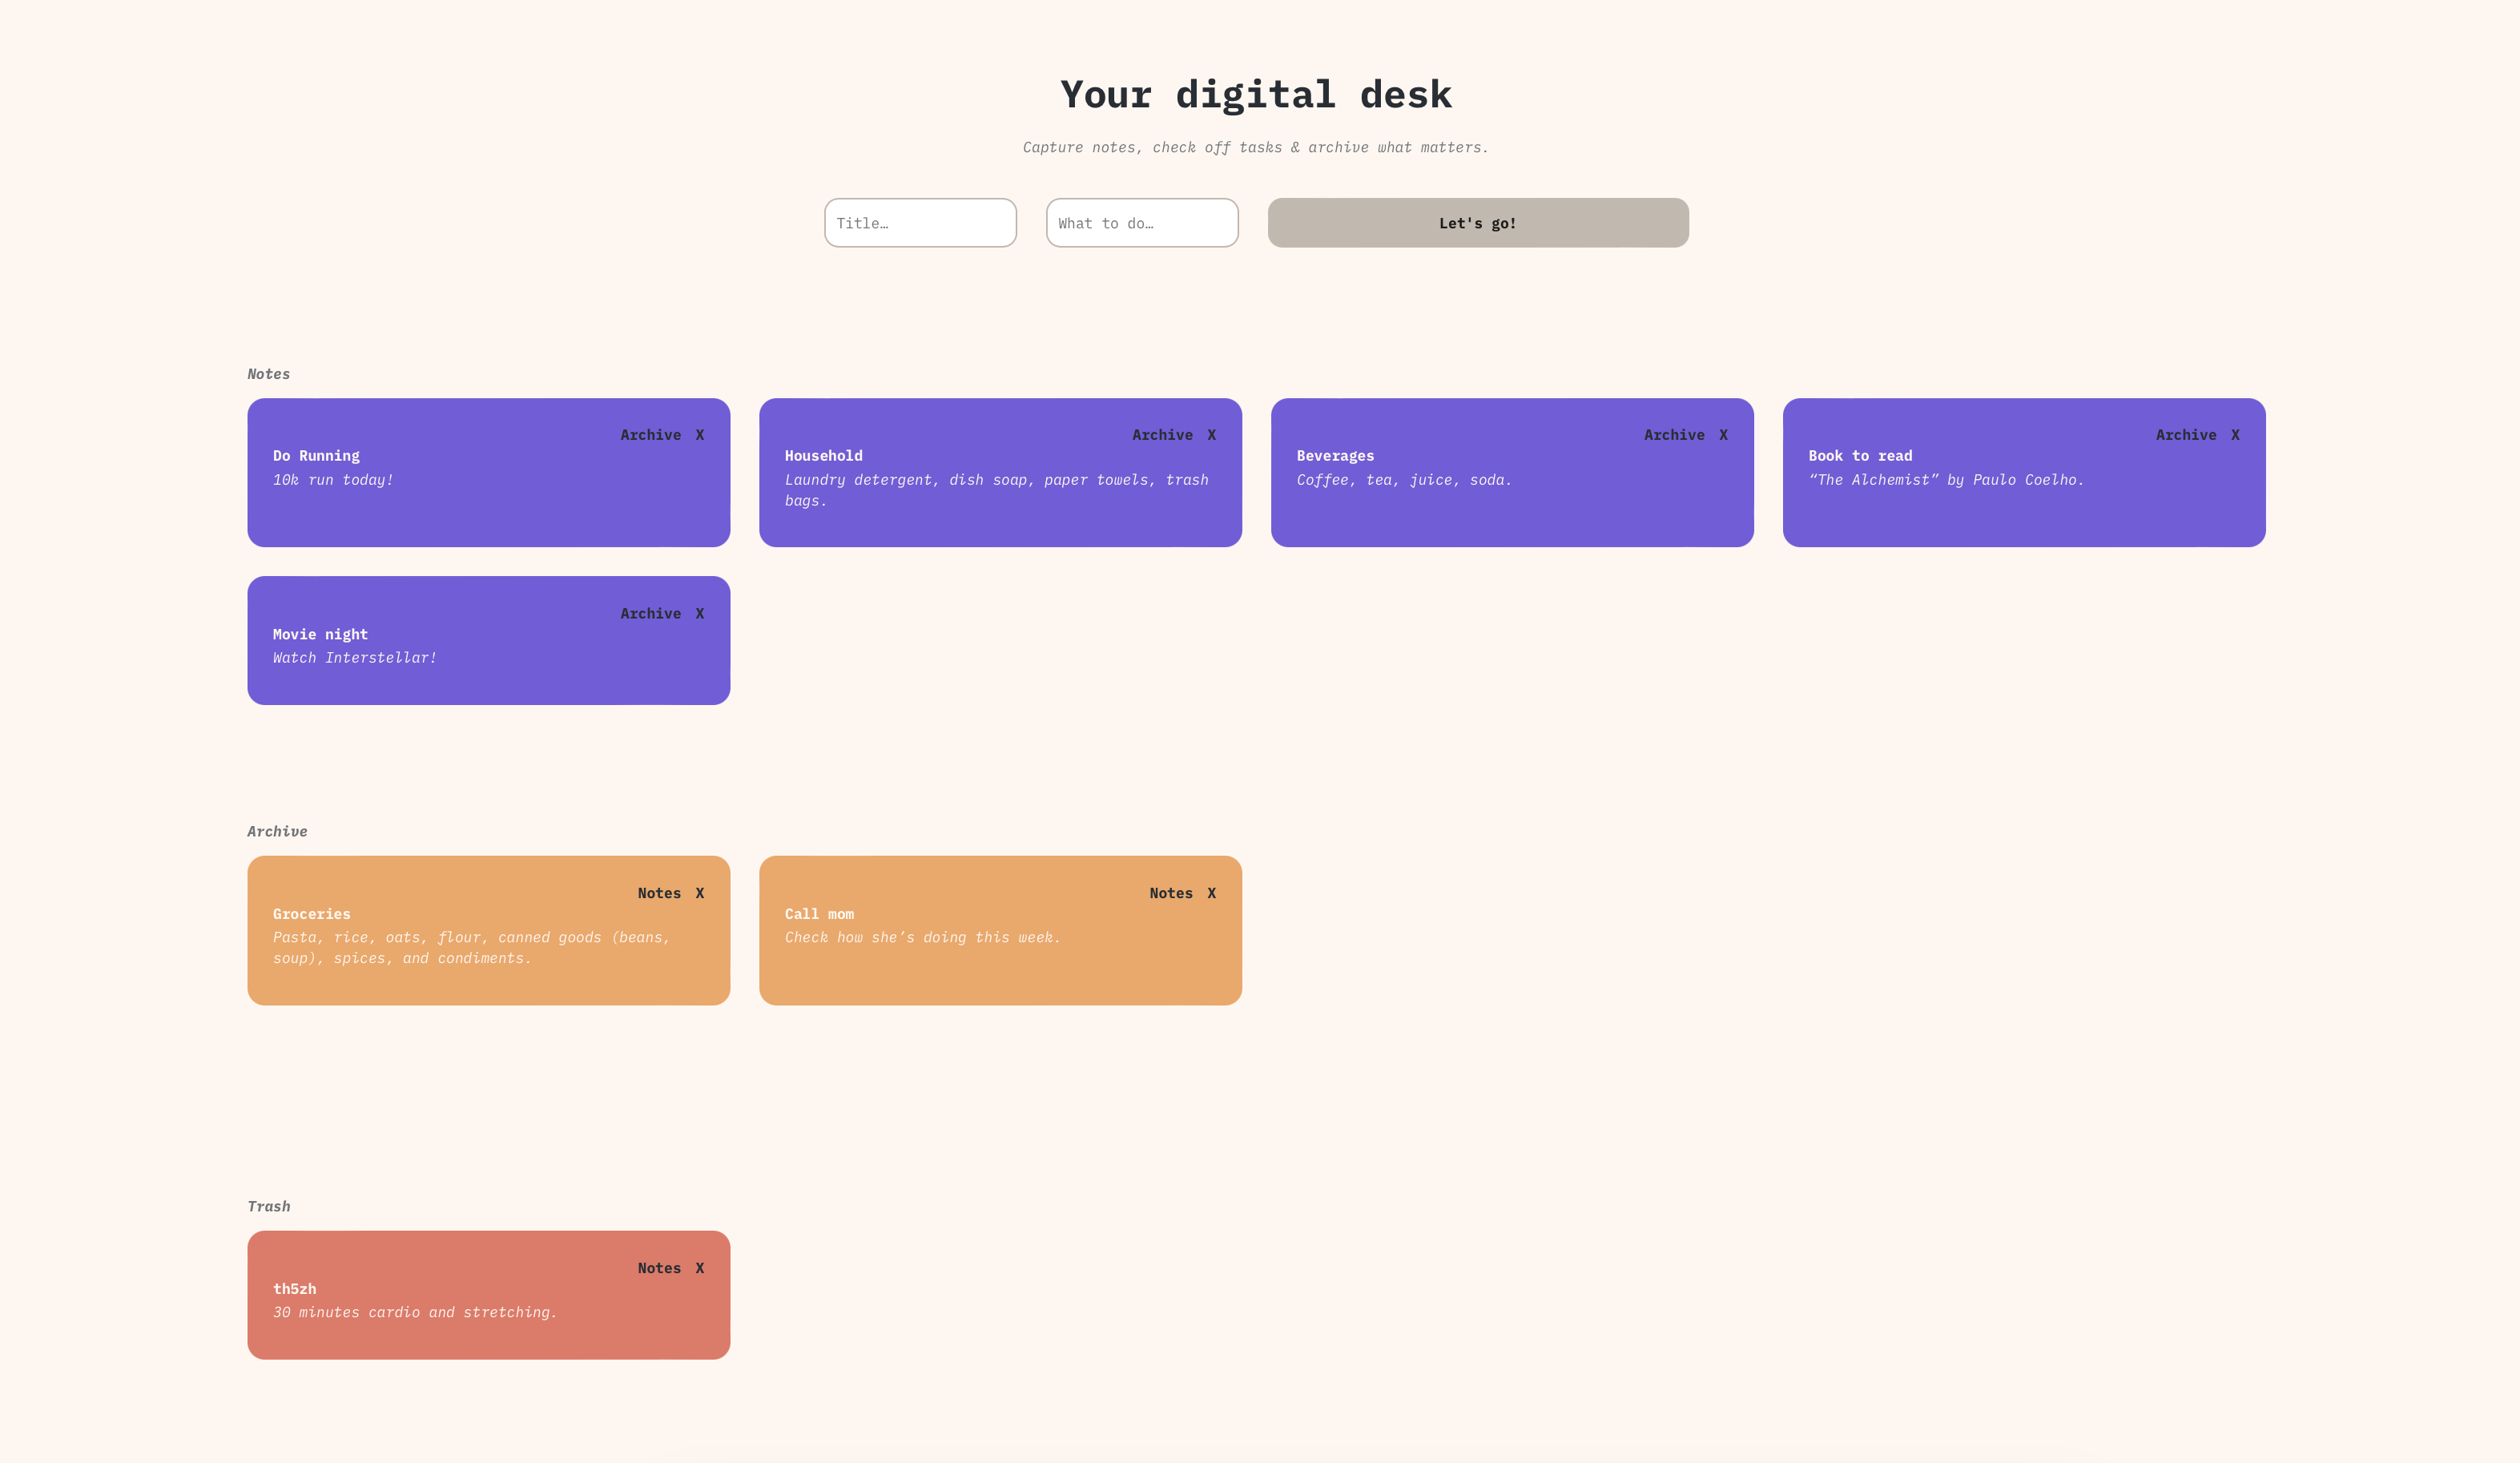 Your digital desk
Capture notes, check off tasks & archive what matters.
Title…
What to do…
Let's go!
Notes
Archive X
Do Running
10k run today!
Archive X
Household
Laundry detergent, dish soap, paper towels, trash
bags.
Archive X
Beverages
Coffee, tea, juice, soda.
Archive X
Book to read
“The Alchemist” by Paulo Coelho.
Archive X
Movie night
Watch Interstellar!
Archive
Notes X
Groceries
Pasta, rice, oats, flour, canned goods (beans,
soup), spices, and condiments.
Notes X
Call mom
Check how she’s doing this week.
Trash
Notes X
th5zh
30 minutes cardio and stretching.